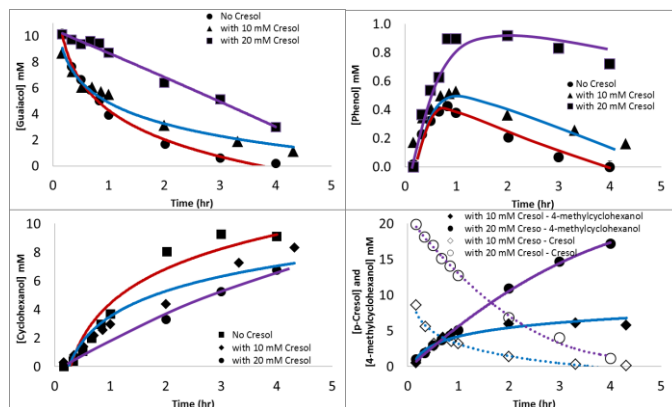 [Guaiacol] mM
12
10
8
6
4
2
0
0 1 2 3 4 5
Time (hr)
No Cresol
with 10 mM Cresol
with 20 mM Cresol
[Phenol] mM
1.0
0.8
0.6
0.4
0.2
0.0
0 1 2 3 4 5
Time (hr)
No Cresol
with 10 mM Cresol
with 20 mM Cresol
[Cyclohexanol] mM
10
8
6
4
2
0
0 1 2 3 4 5
Time (hr)
No Cresol
with 10 mM Cresol
with 20 mM Cresol
[p-Cresol] and
[4-methylcyclohexanol] mM
20
15
10
5
0
0 1 2 3 4 5
Time (hr)
with 10 mM Cresol - 4-methylcyclohexanol
with 20 mM Cresol - 4-methylcyclohexanol
with 10 mM Creso - Cresol
with 20 mM Cresol - Cresol